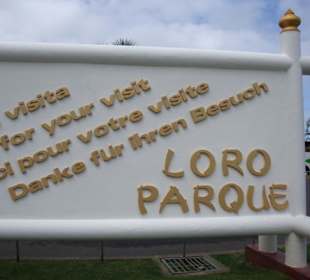 visita
for your visit
pour votre visite
Danke für Ihren Besuch
LORO
PARQUE